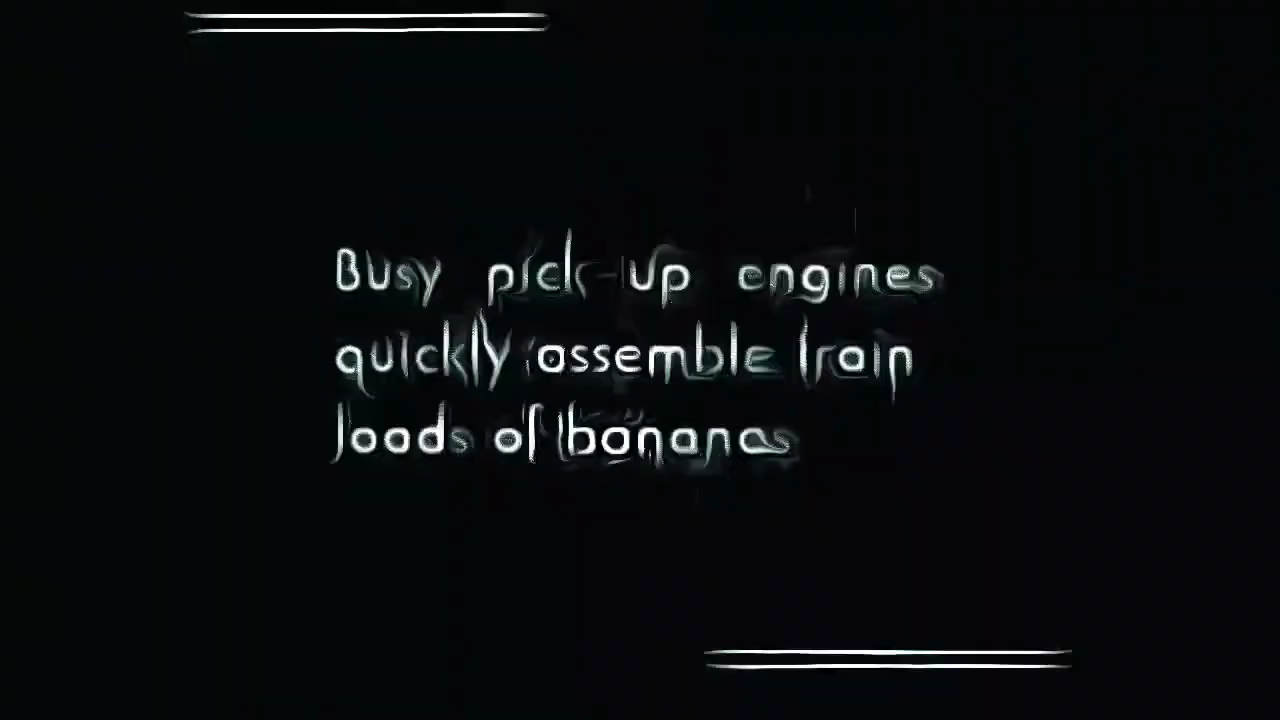 Busy pick-up engines
quickly assemble train
loads of bananas